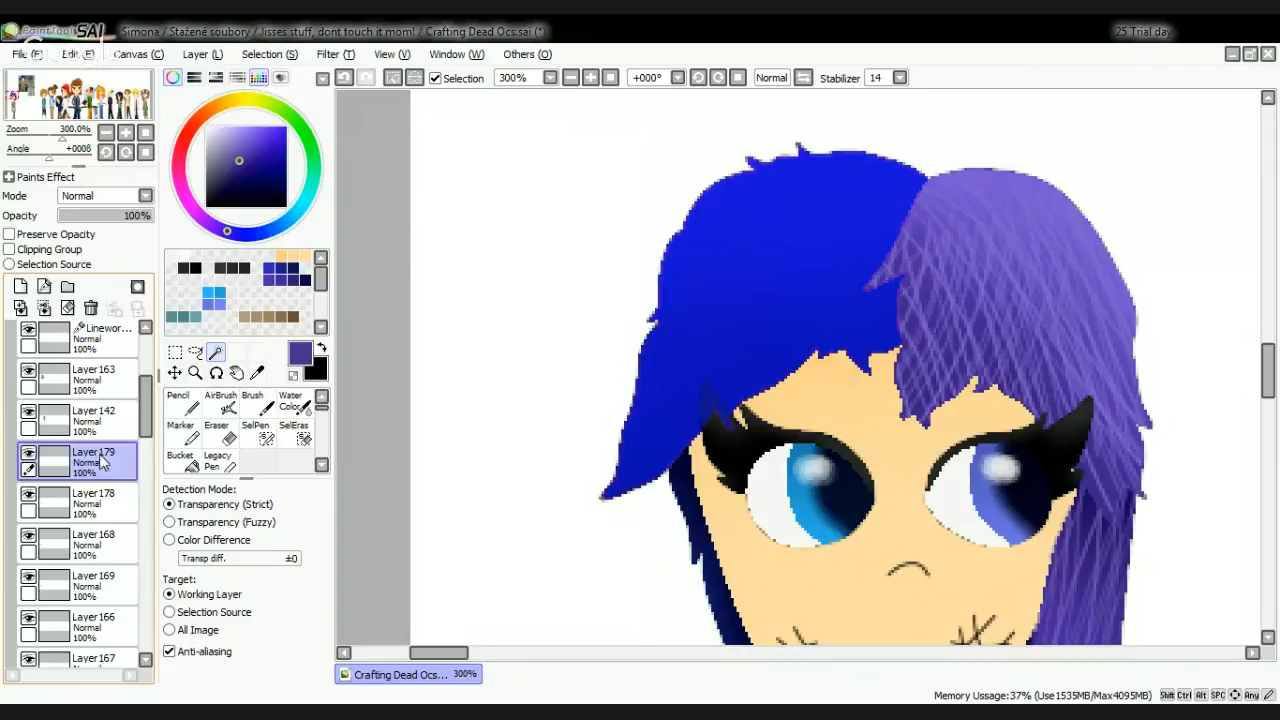 PaintTool SAI Simona / Stažené soubory / Jisses stuff, dont touch it mom! / Crafting Dead Ocs.sai (*) 25 Trial day
File (F) Edit (E) Canvas (C) Layer (L) Selection (S) Filter (T) View (V) Window (W) Others (O)
Selection 300% +000° Normal Stabilizer 14
Zoom 300.0%
Angle +0008
Paints Effect
Mode Normal
Opacity 100%
Preserve Opacity
Clipping Group
Selection Source
Linewor...
Normal
100%
Layer163
Normal
100%
Layer142
Normal
100%
Layer179
Normal
100%
Layer178
Normal
100%
Layer168
Normal
100%
Layer169
Normal
100%
Layer166
Normal
100%
Layer167
Pencil AirBrush Brush Water Color
Marker Eraser SelPen SelEras
Bucket Legacy Pen
Detection Mode:
Transparency (Strict)
Transparency (Fuzzy)
Color Difference
Transp diff. ±0
Target:
Working Layer
Selection Source
All Image
Anti-aliasing
Crafting Dead Ocs... 300%
Memory Ussage: 37% (Use1535MB/Max4095MB) Shift Ctrl Alt SPC Any